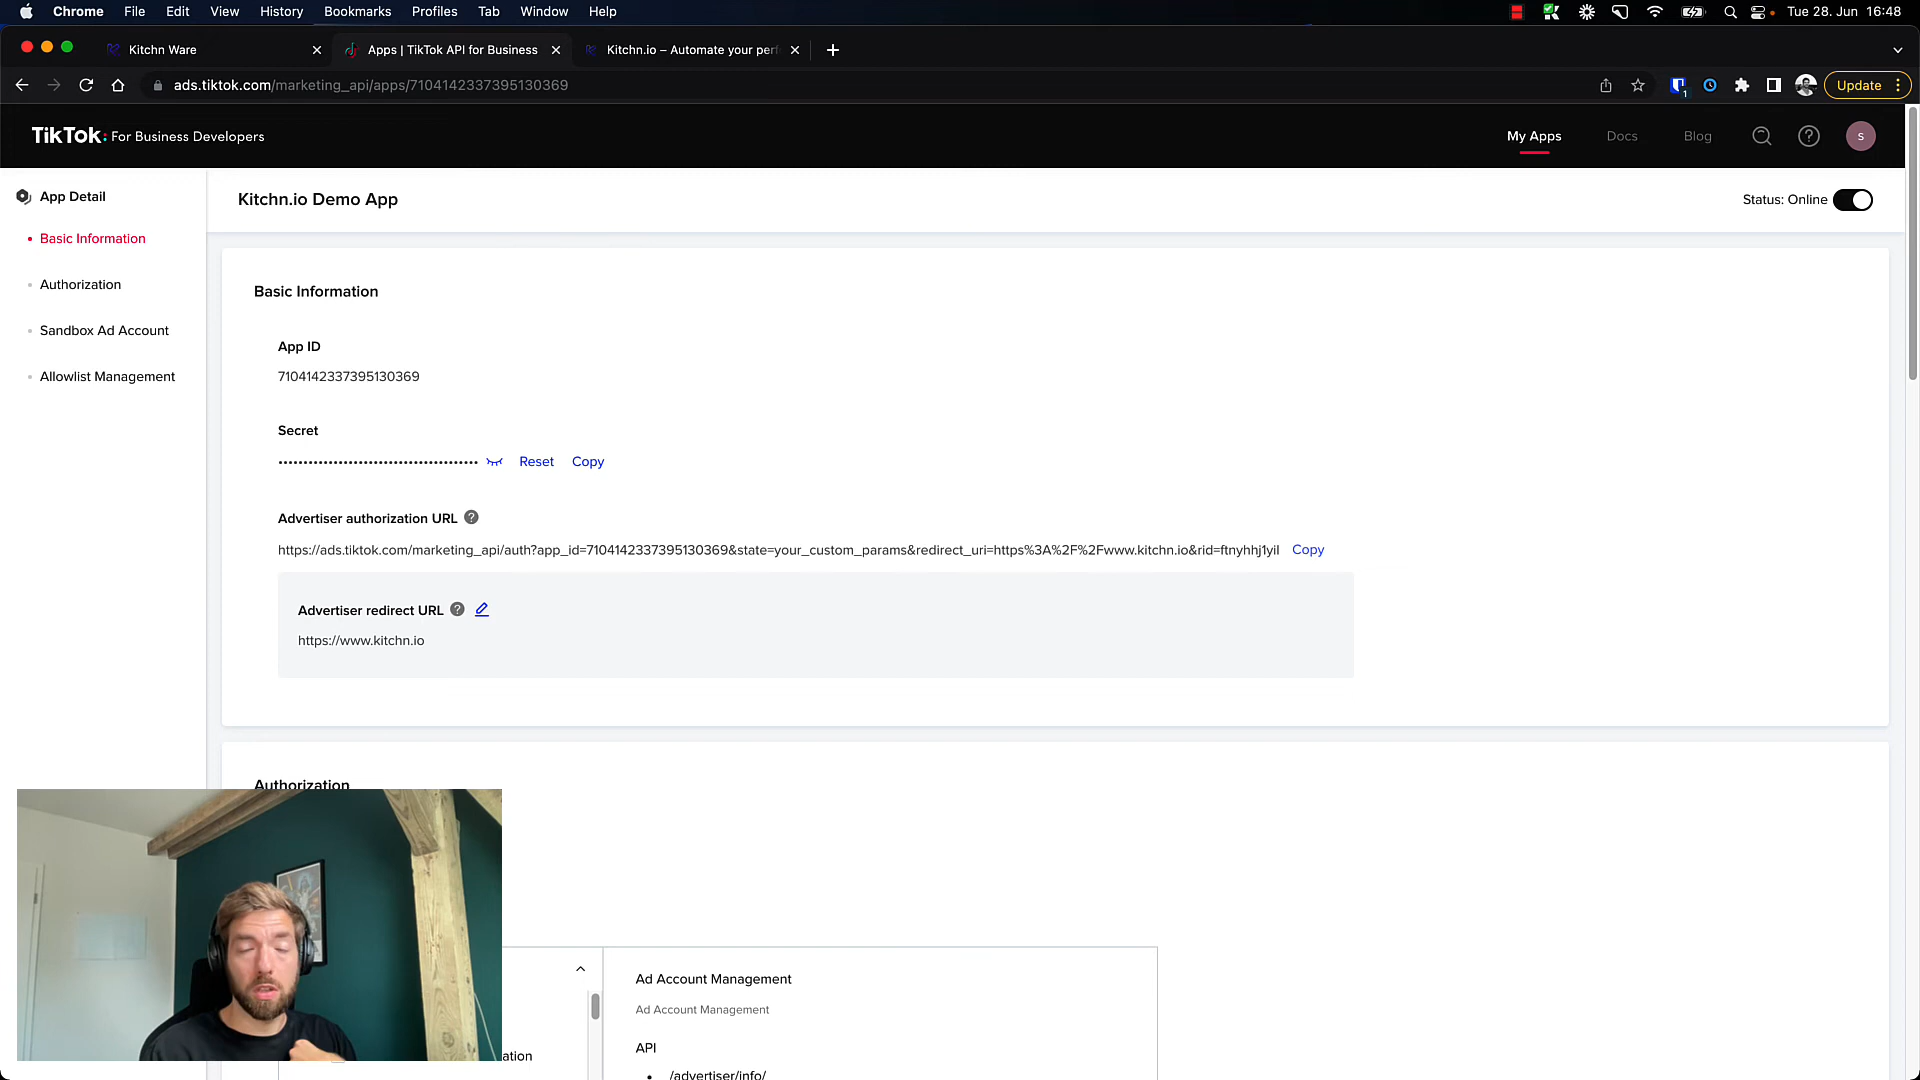 Chrome File Edit View History Bookmarks Profiles Tab Window Help Tue 28. Jun 16:48
Kitchn Ware Apps | TikTok API for Business Kitchn.io – Automate your perf
ads.tiktok.com/marketing_api/apps/7104142337395130369 1 Update
TikTok: For Business Developers My Apps Docs Blog S
App Detail
Basic Information
Authorization
Sandbox Ad Account
Allowlist Management
Kitchn.io Demo App Status: Online
Basic Information
App ID
7104142337395130369
Secret
Reset Copy
Advertiser authorization URL
https://ads.tiktok.com/marketing_api/auth?app_id=7104142337395130369&state=your_custom_params&redirect_uri=https%3A%2F%2Fwww.kitchn.io&rid=ftnyhhj1yil Copy
Advertiser redirect URL
https://www.kitchn.io
Authorization
ation
Ad Account Management
Ad Account Management
API
• /advertiser/info/